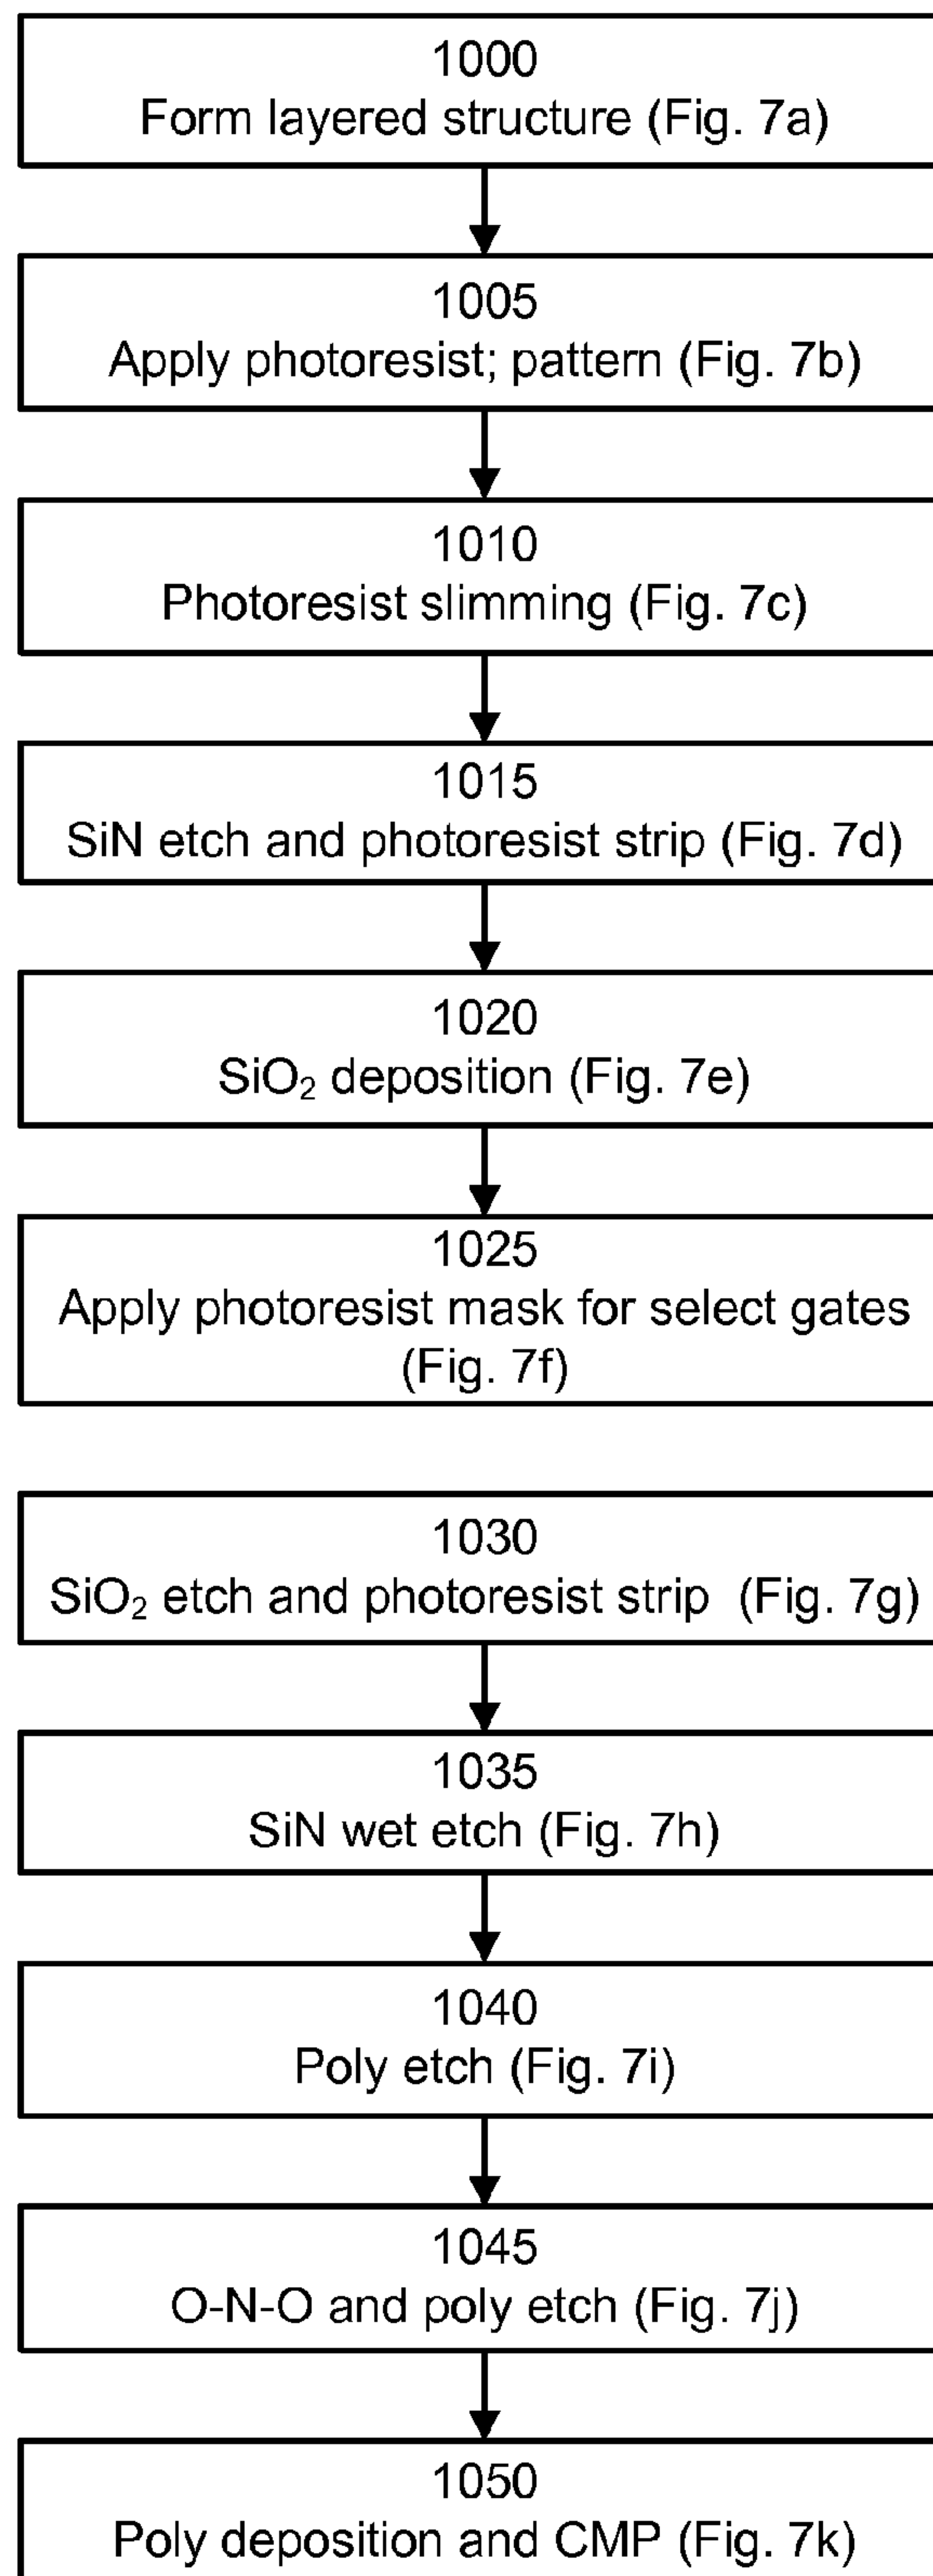 1000
Form layered structure (Fig. 7a)
1005
Apply photoresist; pattern (Fig. 7b)
1010
Photoresist slimming (Fig. 7c)
1015
SiN etch and photoresist strip (Fig. 7d)
1020
SiO₂ deposition (Fig. 7e)
1025
Apply photoresist mask for select gates
(Fig. 7f)
1030
SiO₂ etch and photoresist strip (Fig. 7g)
1035
SiN wet etch (Fig. 7h)
1040
Poly etch (Fig. 7i)
1045
O-N-O and poly etch (Fig. 7j)
1050
Poly deposition and CMP (Fig. 7k)